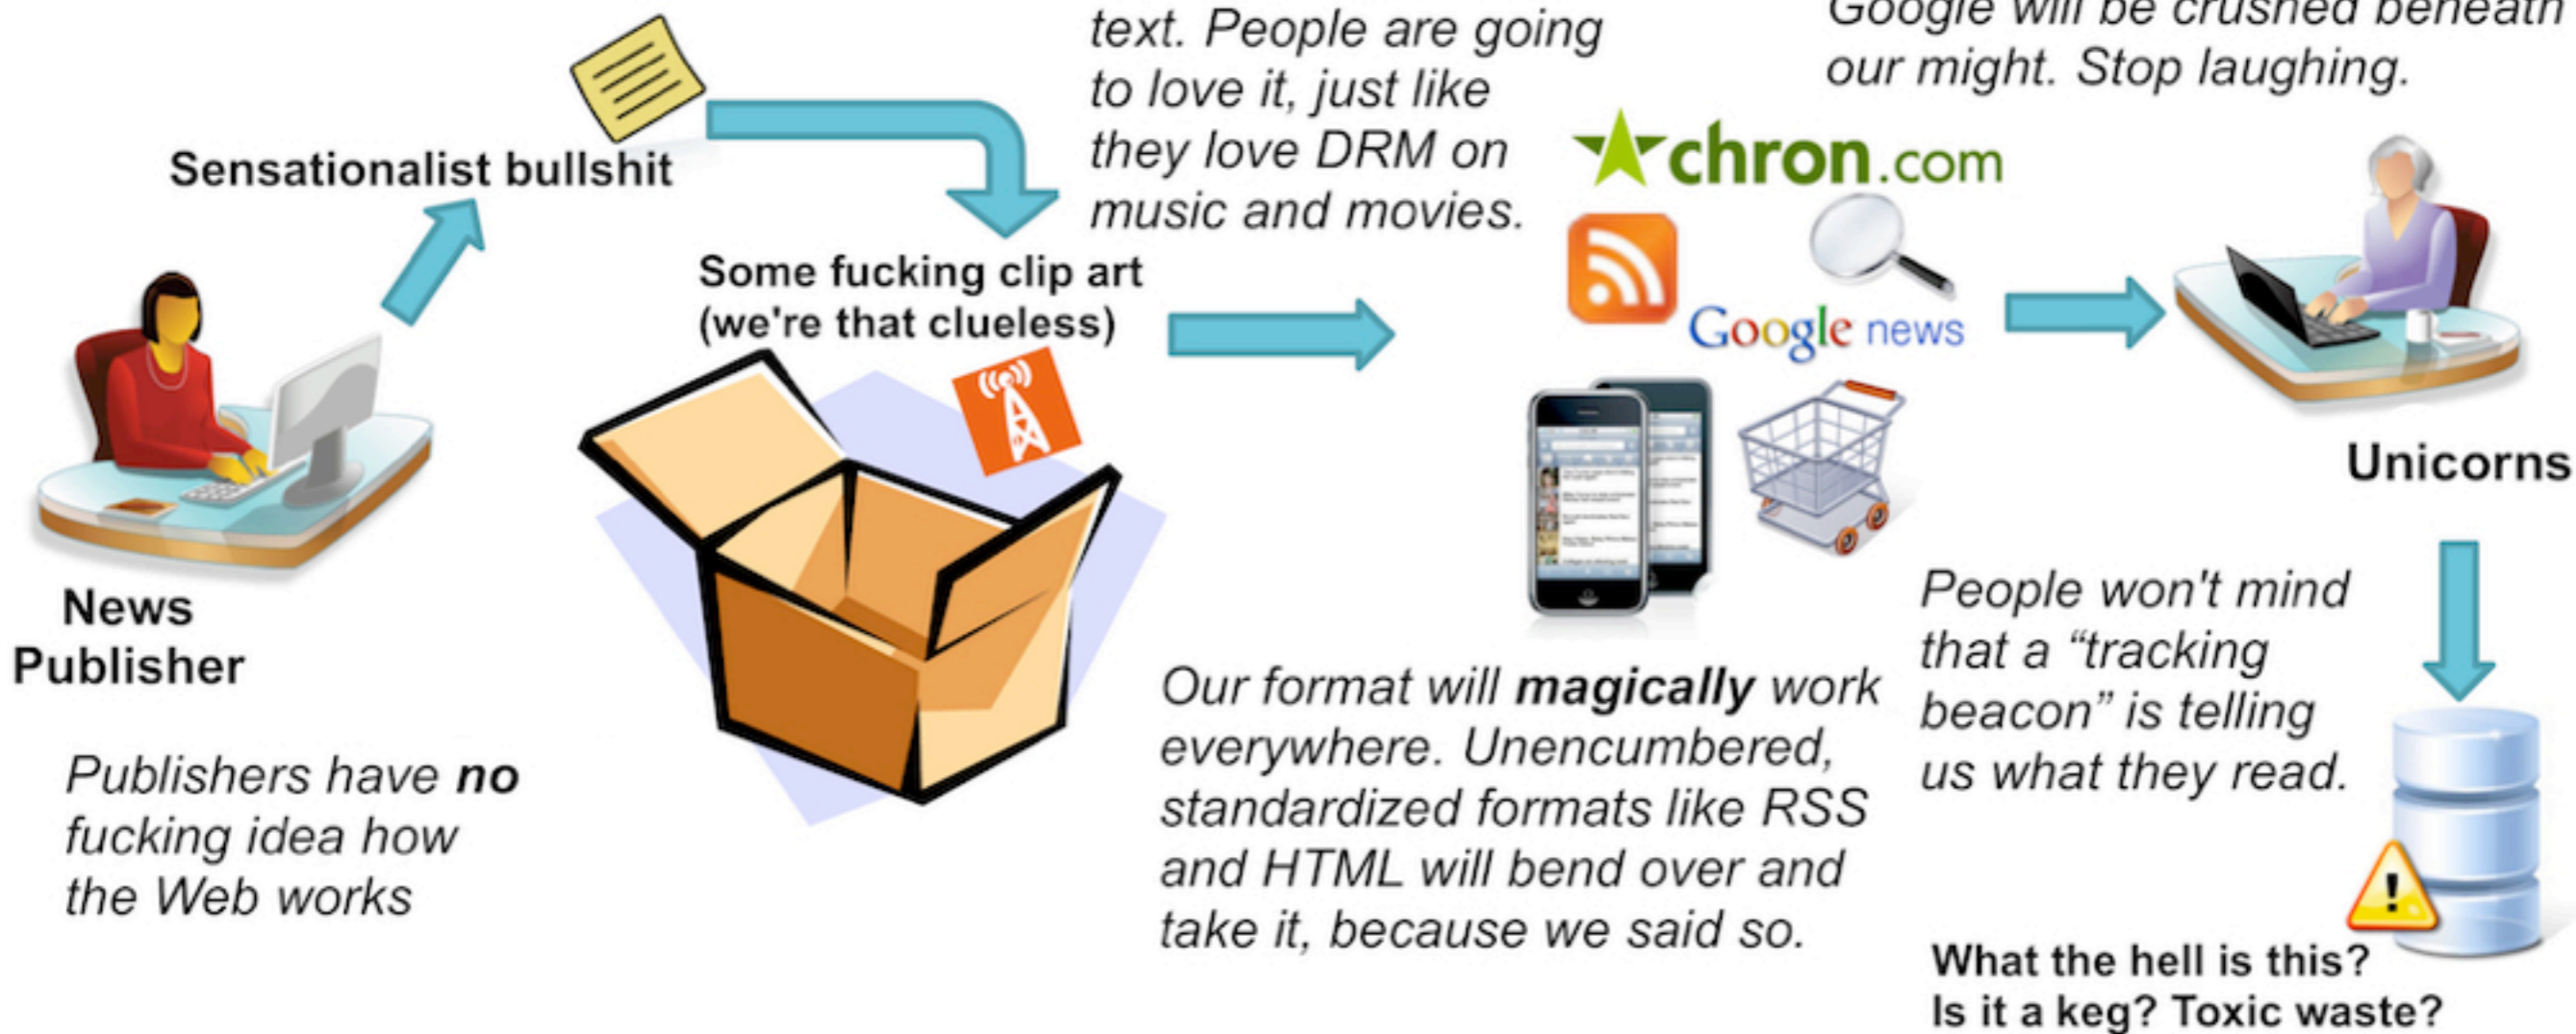 text. People are going
to love it, just like
they love DRM on
music and movies.
Google will be crushed beneath
our might. Stop laughing.
Sensationalist bullshit
chron.com
Some fucking clip art
(we're that clueless)
Google news
Unicorns
News
Publisher
Publishers have no
fucking idea how
the Web works
Our format will magically work
everywhere. Unencumbered,
standardized formats like RSS
and HTML will bend over and
take it, because we said so.
People won't mind
that a “tracking
beacon” is telling
us what they read.
What the hell is this?
Is it a keg? Toxic waste?